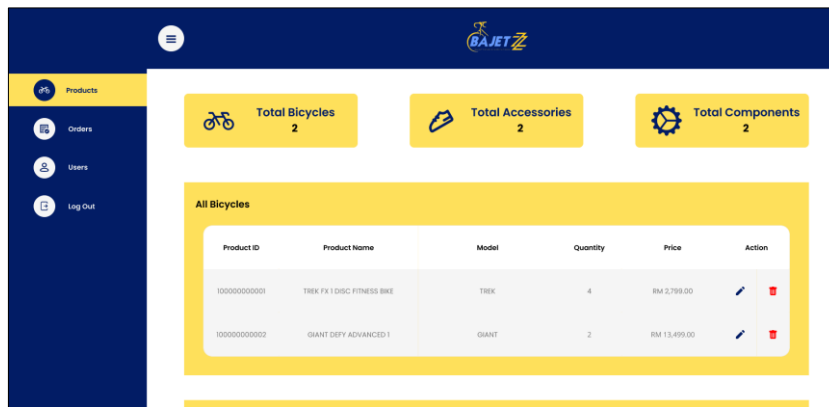 BAJETZZ
Products
Orders
Users
Log Out
Total Bicycles
2
Total Accessories
2
Total Components
2
All Bicycles
Product ID Product Name Model Quantity Price Action
100000000001 TREK FX 1 DISC FITNESS BIKE TREK 4 RM 2,799.00
100000000002 GIANT DEFY ADVANCED 1 GIANT 2 RM 13,499.00